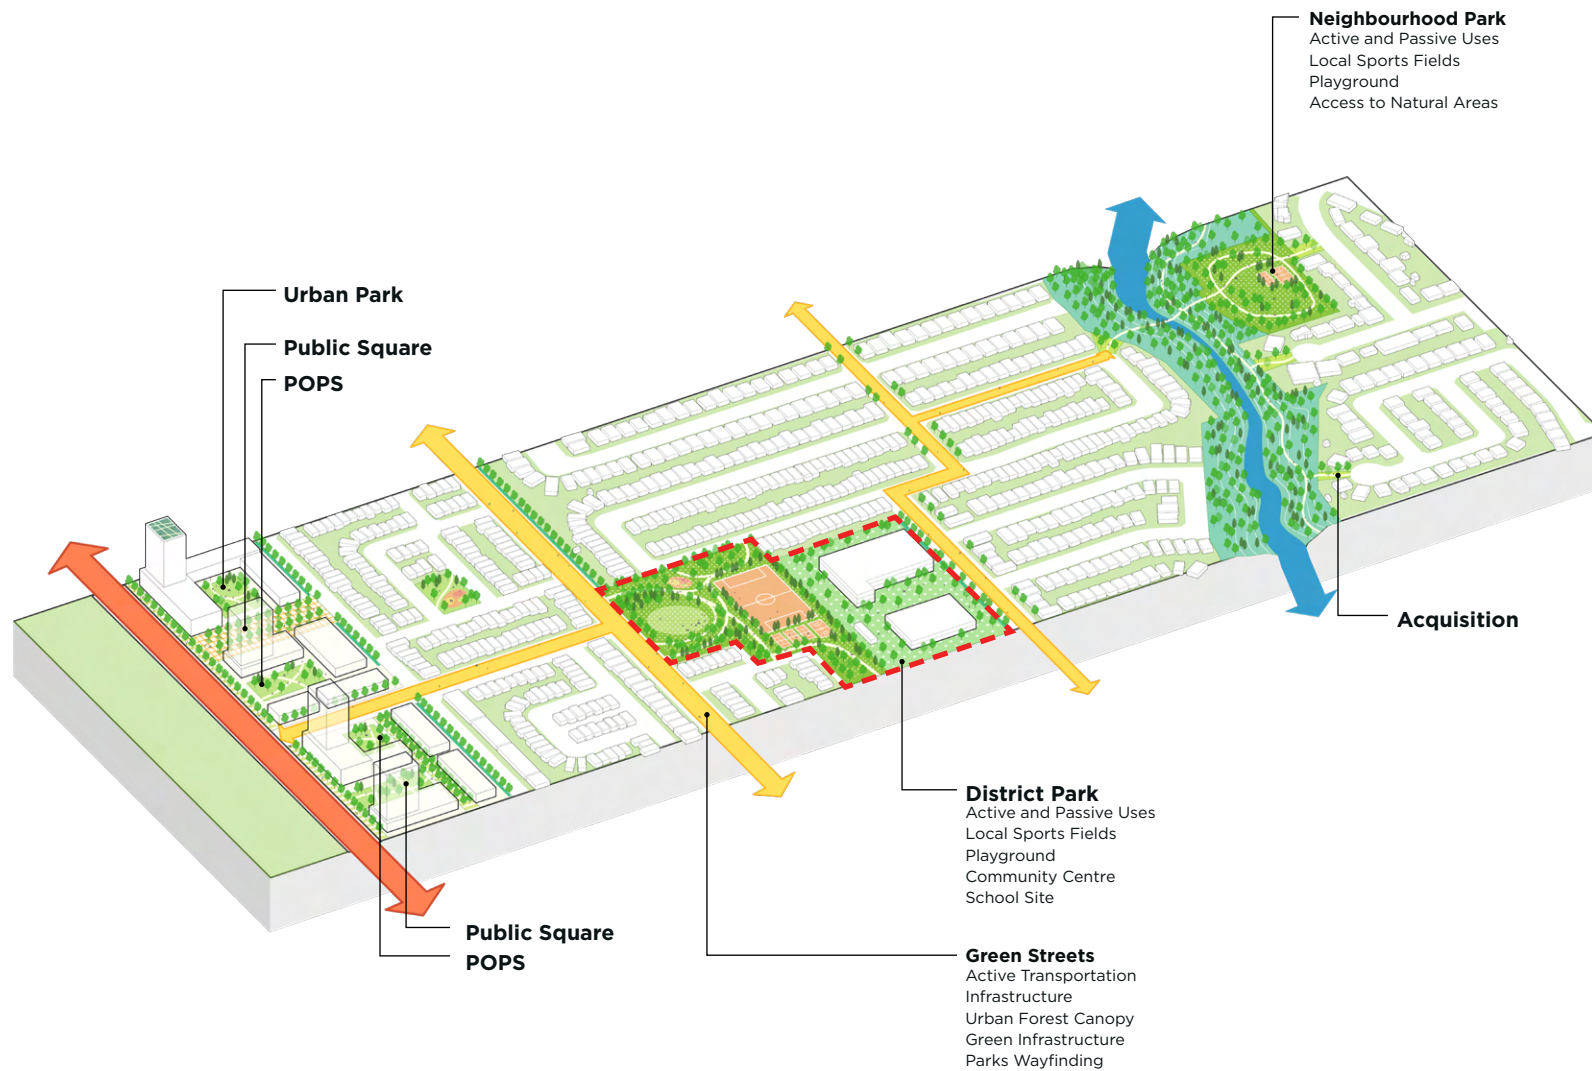 Neighbourhood Park
Active and Passive Uses
Local Sports Fields
Playground
Access to Natural Areas
Urban Park
Public Square
POPS
Acquisition
District Park
Active and Passive Uses
Local Sports Fields
Playground
Community Centre
School Site
Public Square
POPS
Green Streets
Active Transportation
Infrastructure
Urban Forest Canopy
Green Infrastructure
Parks Wayfinding